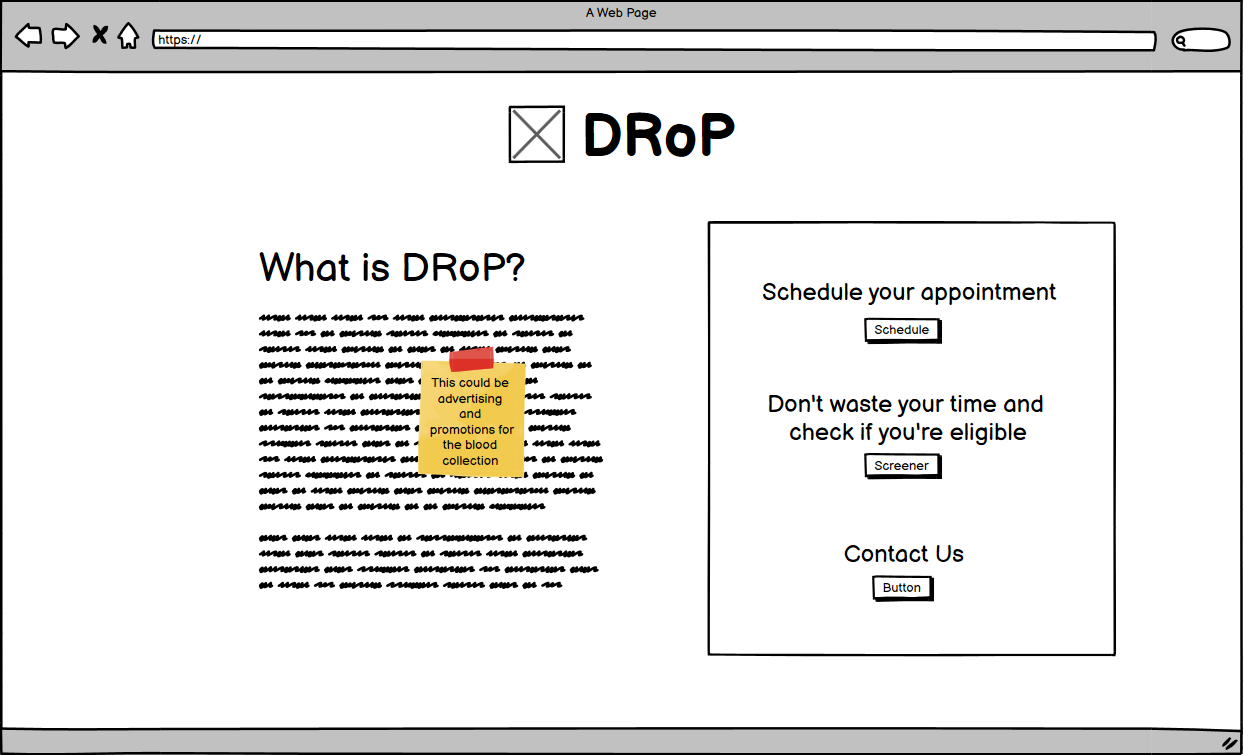 A Web Page
https://
DRoP
What is DRoP?
This could be
advertising
and
promotions for
the blood
collection
Schedule your appointment
Schedule
Don't waste your time and
check if you're eligible
Screener
Contact Us
Button